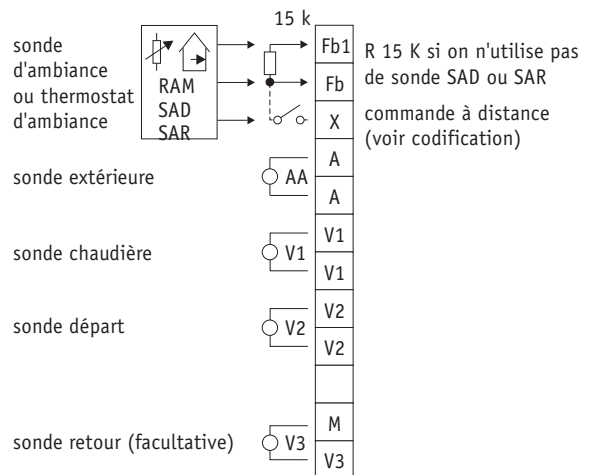 15 k
sonde
d'ambiance
ou thermostat
d'ambiance
RAM
SAD
SAR
Fb1
Fb
X
R 15 K si on n'utilise pas
de sonde SAD ou SAR
commande à distance
(voir codification)
sonde extérieure
AA
A
A
sonde chaudière
V1
V1
V1
sonde départ
V2
V2
V2
sonde retour (facultative)
V3
M
V3